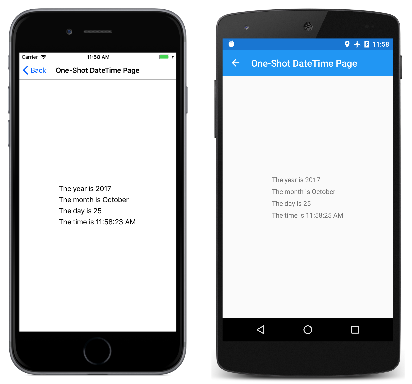 Carrier 11:58 AM
Back One-Shot DateTime Page
The year is 2017
The month is October
The day is 25
The time is 11:58:23 AM
11:58
One-Shot DateTime Page
The year is 2017
The month is October
The day is 25
The time is 11:58:23 AM